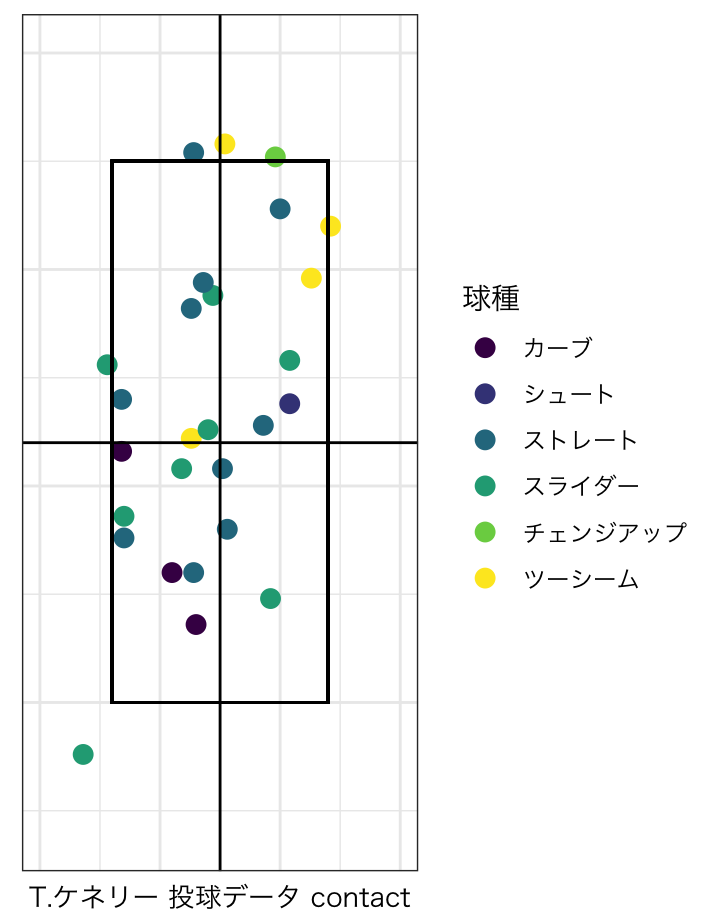 球種
カーブ
シュート
ストレート
スライダー
チェンジアップ
ツーシーム
T.ケネリー 投球データ contact